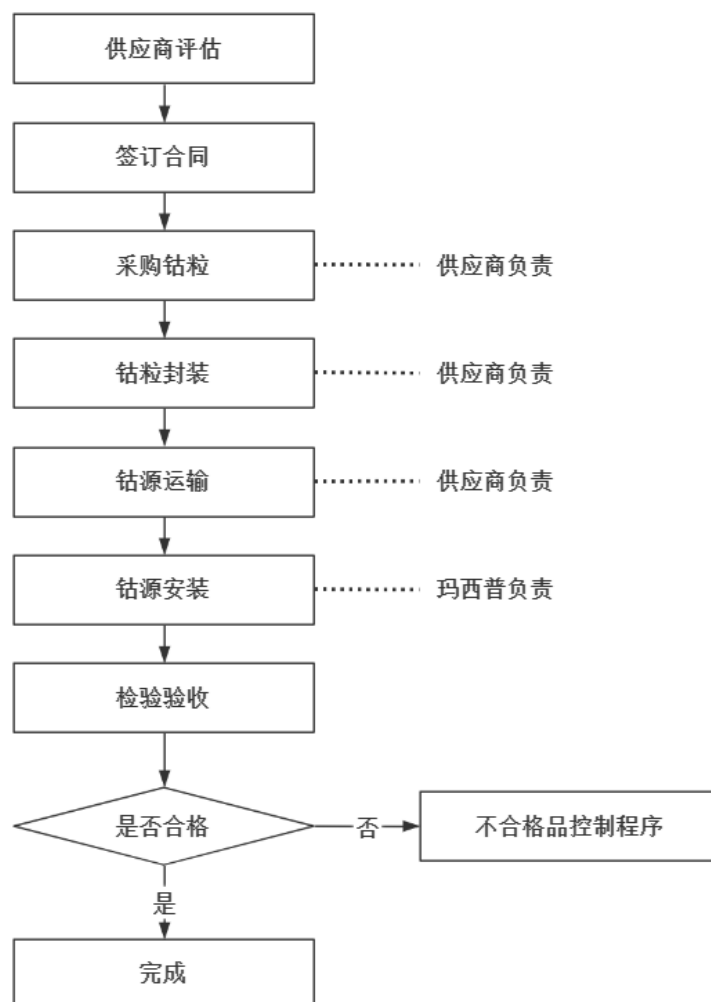 供应商评估
签订合同
采购钴粒
供应商负责
钴粒封装
供应商负责
钴源运输
供应商负责
钴源安装
玛西普负责
检验验收
是否合格
否
不合格品控制程序
是
完成